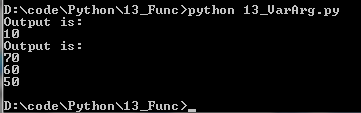 D:\code\Python\13_Func>python 13_VarArg.py
Output is:
10
Output is:
70
60
50
D:\code\Python\13_Func>_